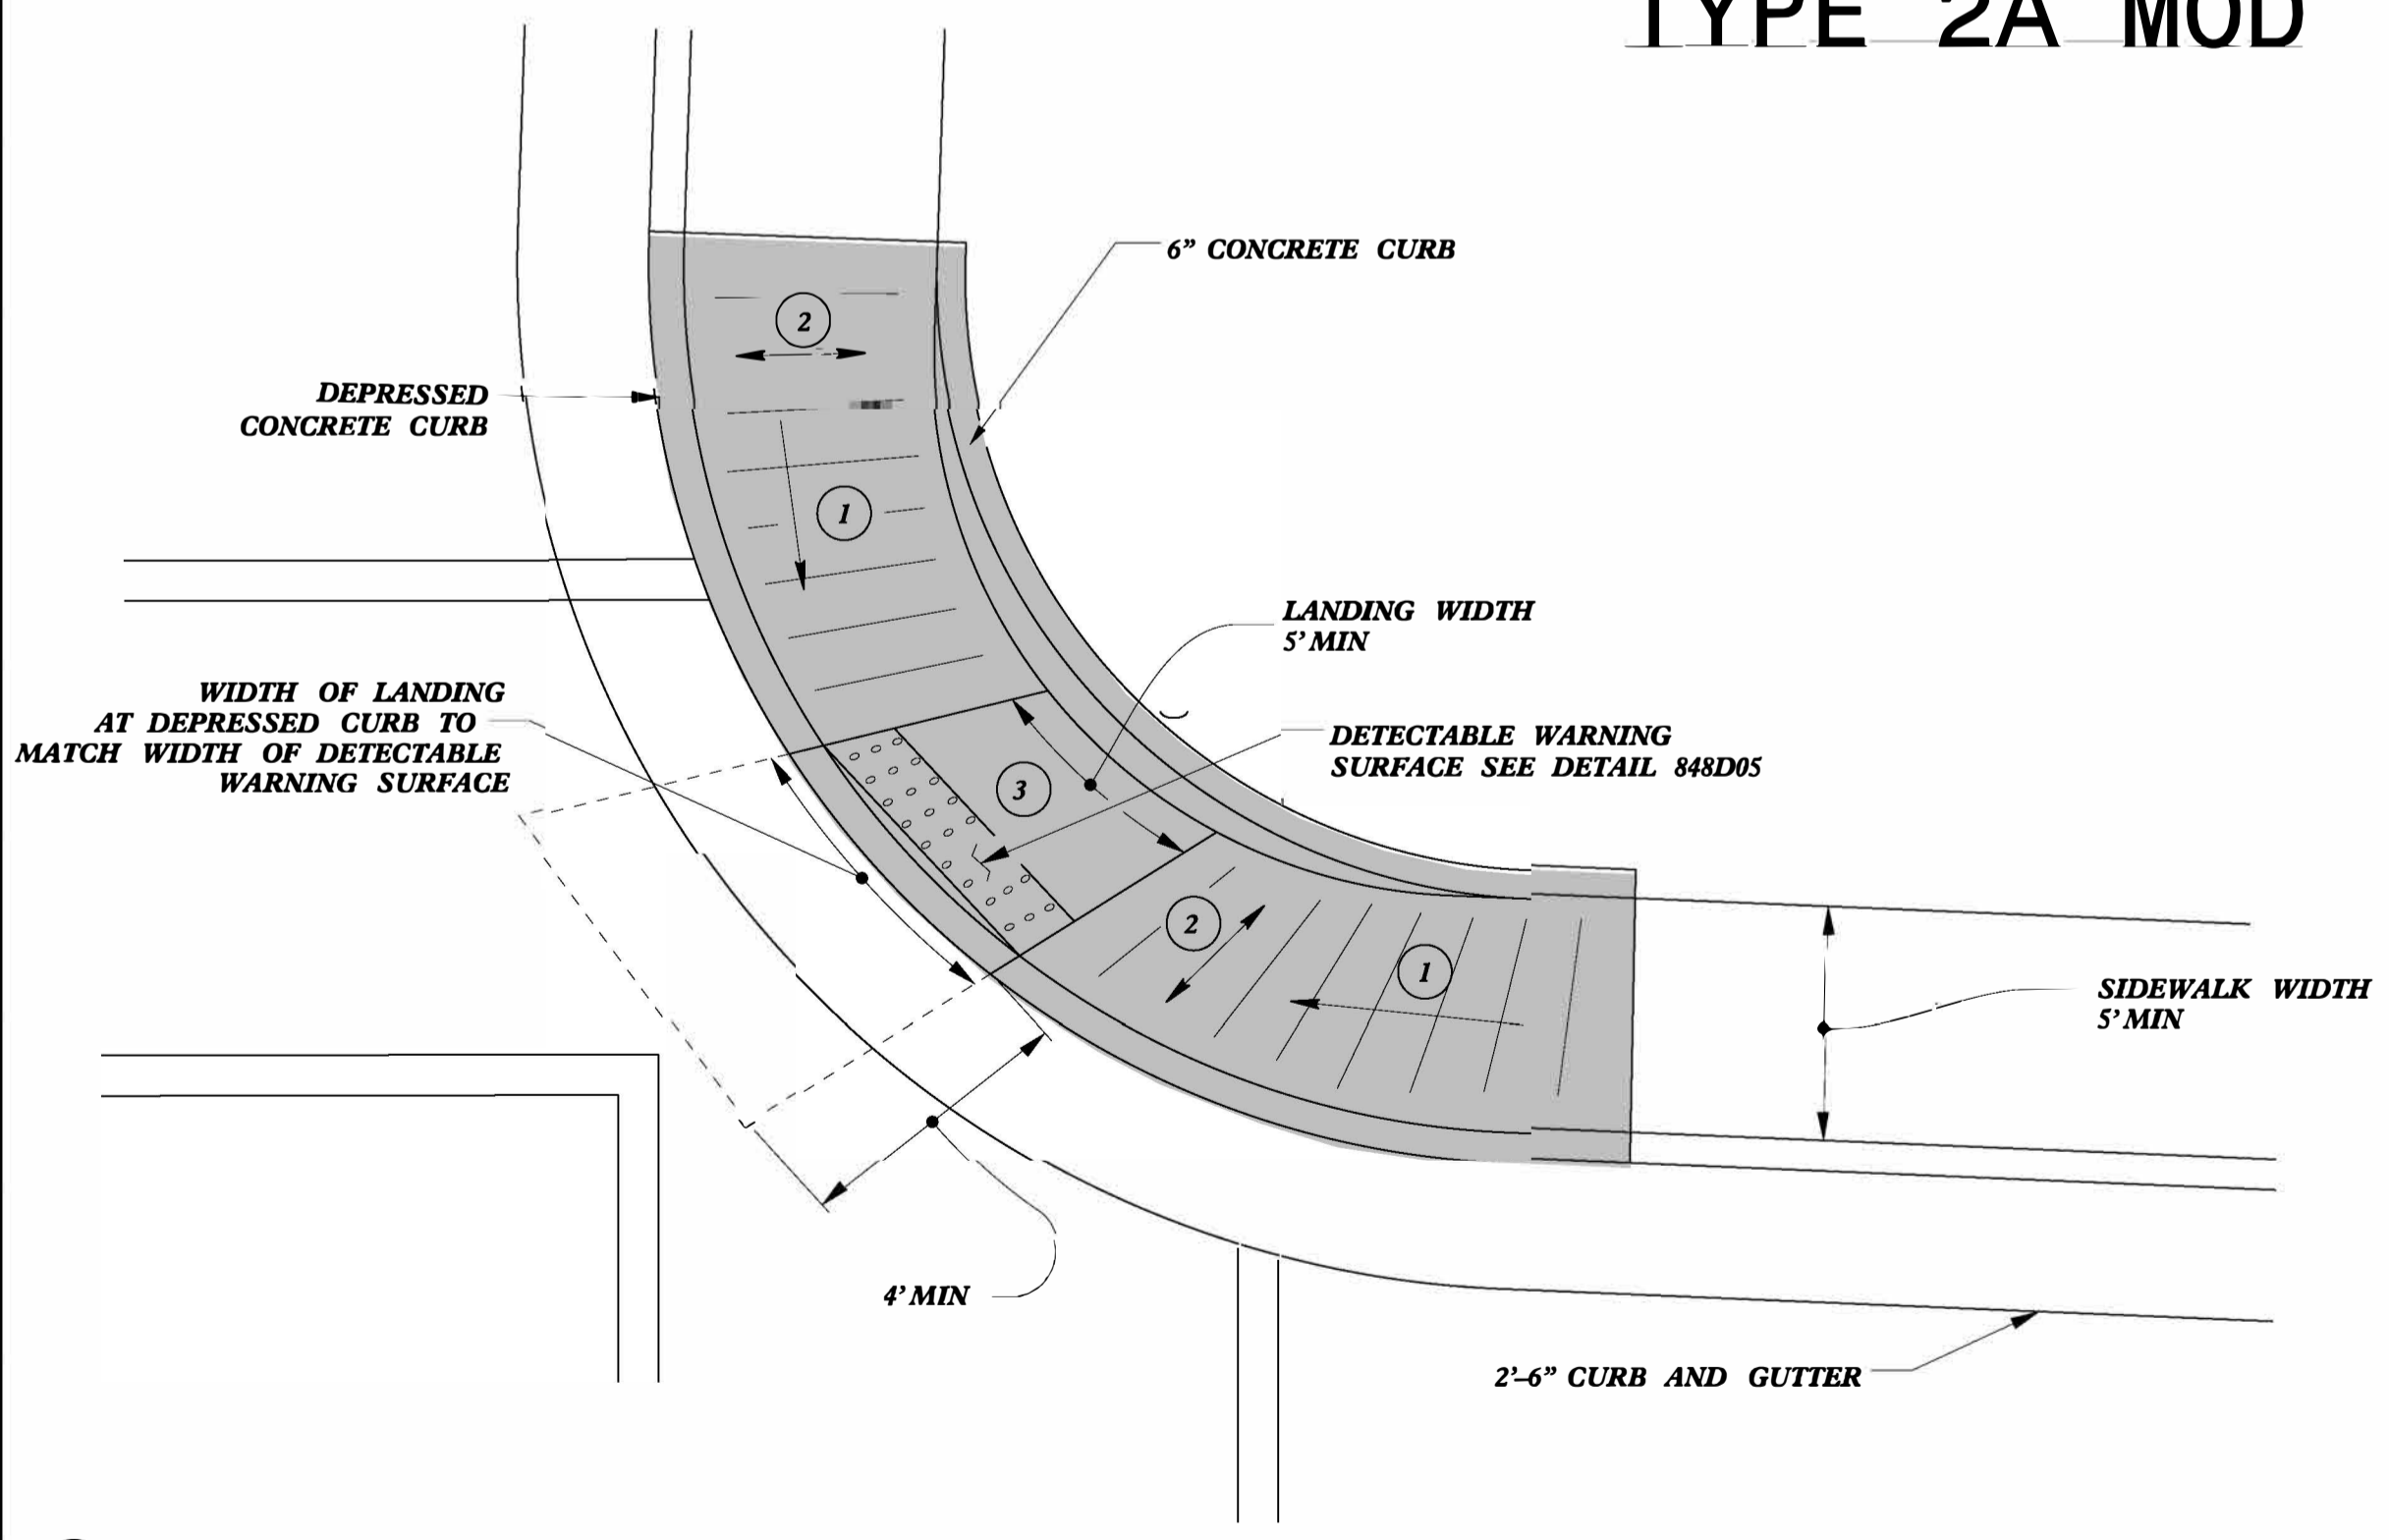 TYPE 2A MOD
2
6” CONCRETE CURB
DEPRESSED
CONCRETE CURB
1
LANDING WIDTH
5’ MIN
WIDTH OF LANDING
AT DEPRESSED CURB TO
MATCH WIDTH OF DETECTABLE
WARNING SURFACE
DETECTABLE WARNING
SURFACE SEE DETAIL 848D05
3
2
1
SIDEWALK WIDTH
5’ MIN
4’ MIN
2’-6” CURB AND GUTTER